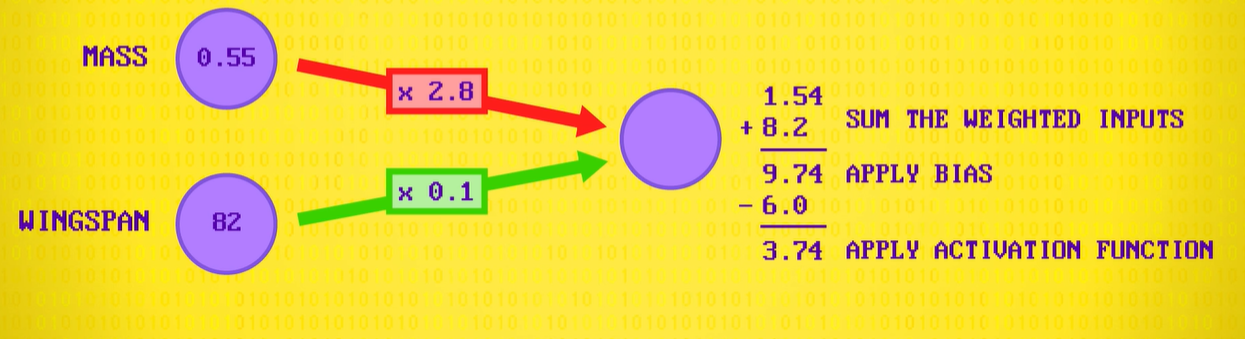 MASS
0.55
x 2.8
1.54
+ 8.2
SUM THE WEIGHTED INPUTS
9.74 APPLY BIAS
x 0.1
WINGSPAN
82
- 6.0
3.74 APPLY ACTIVATION FUNCTION